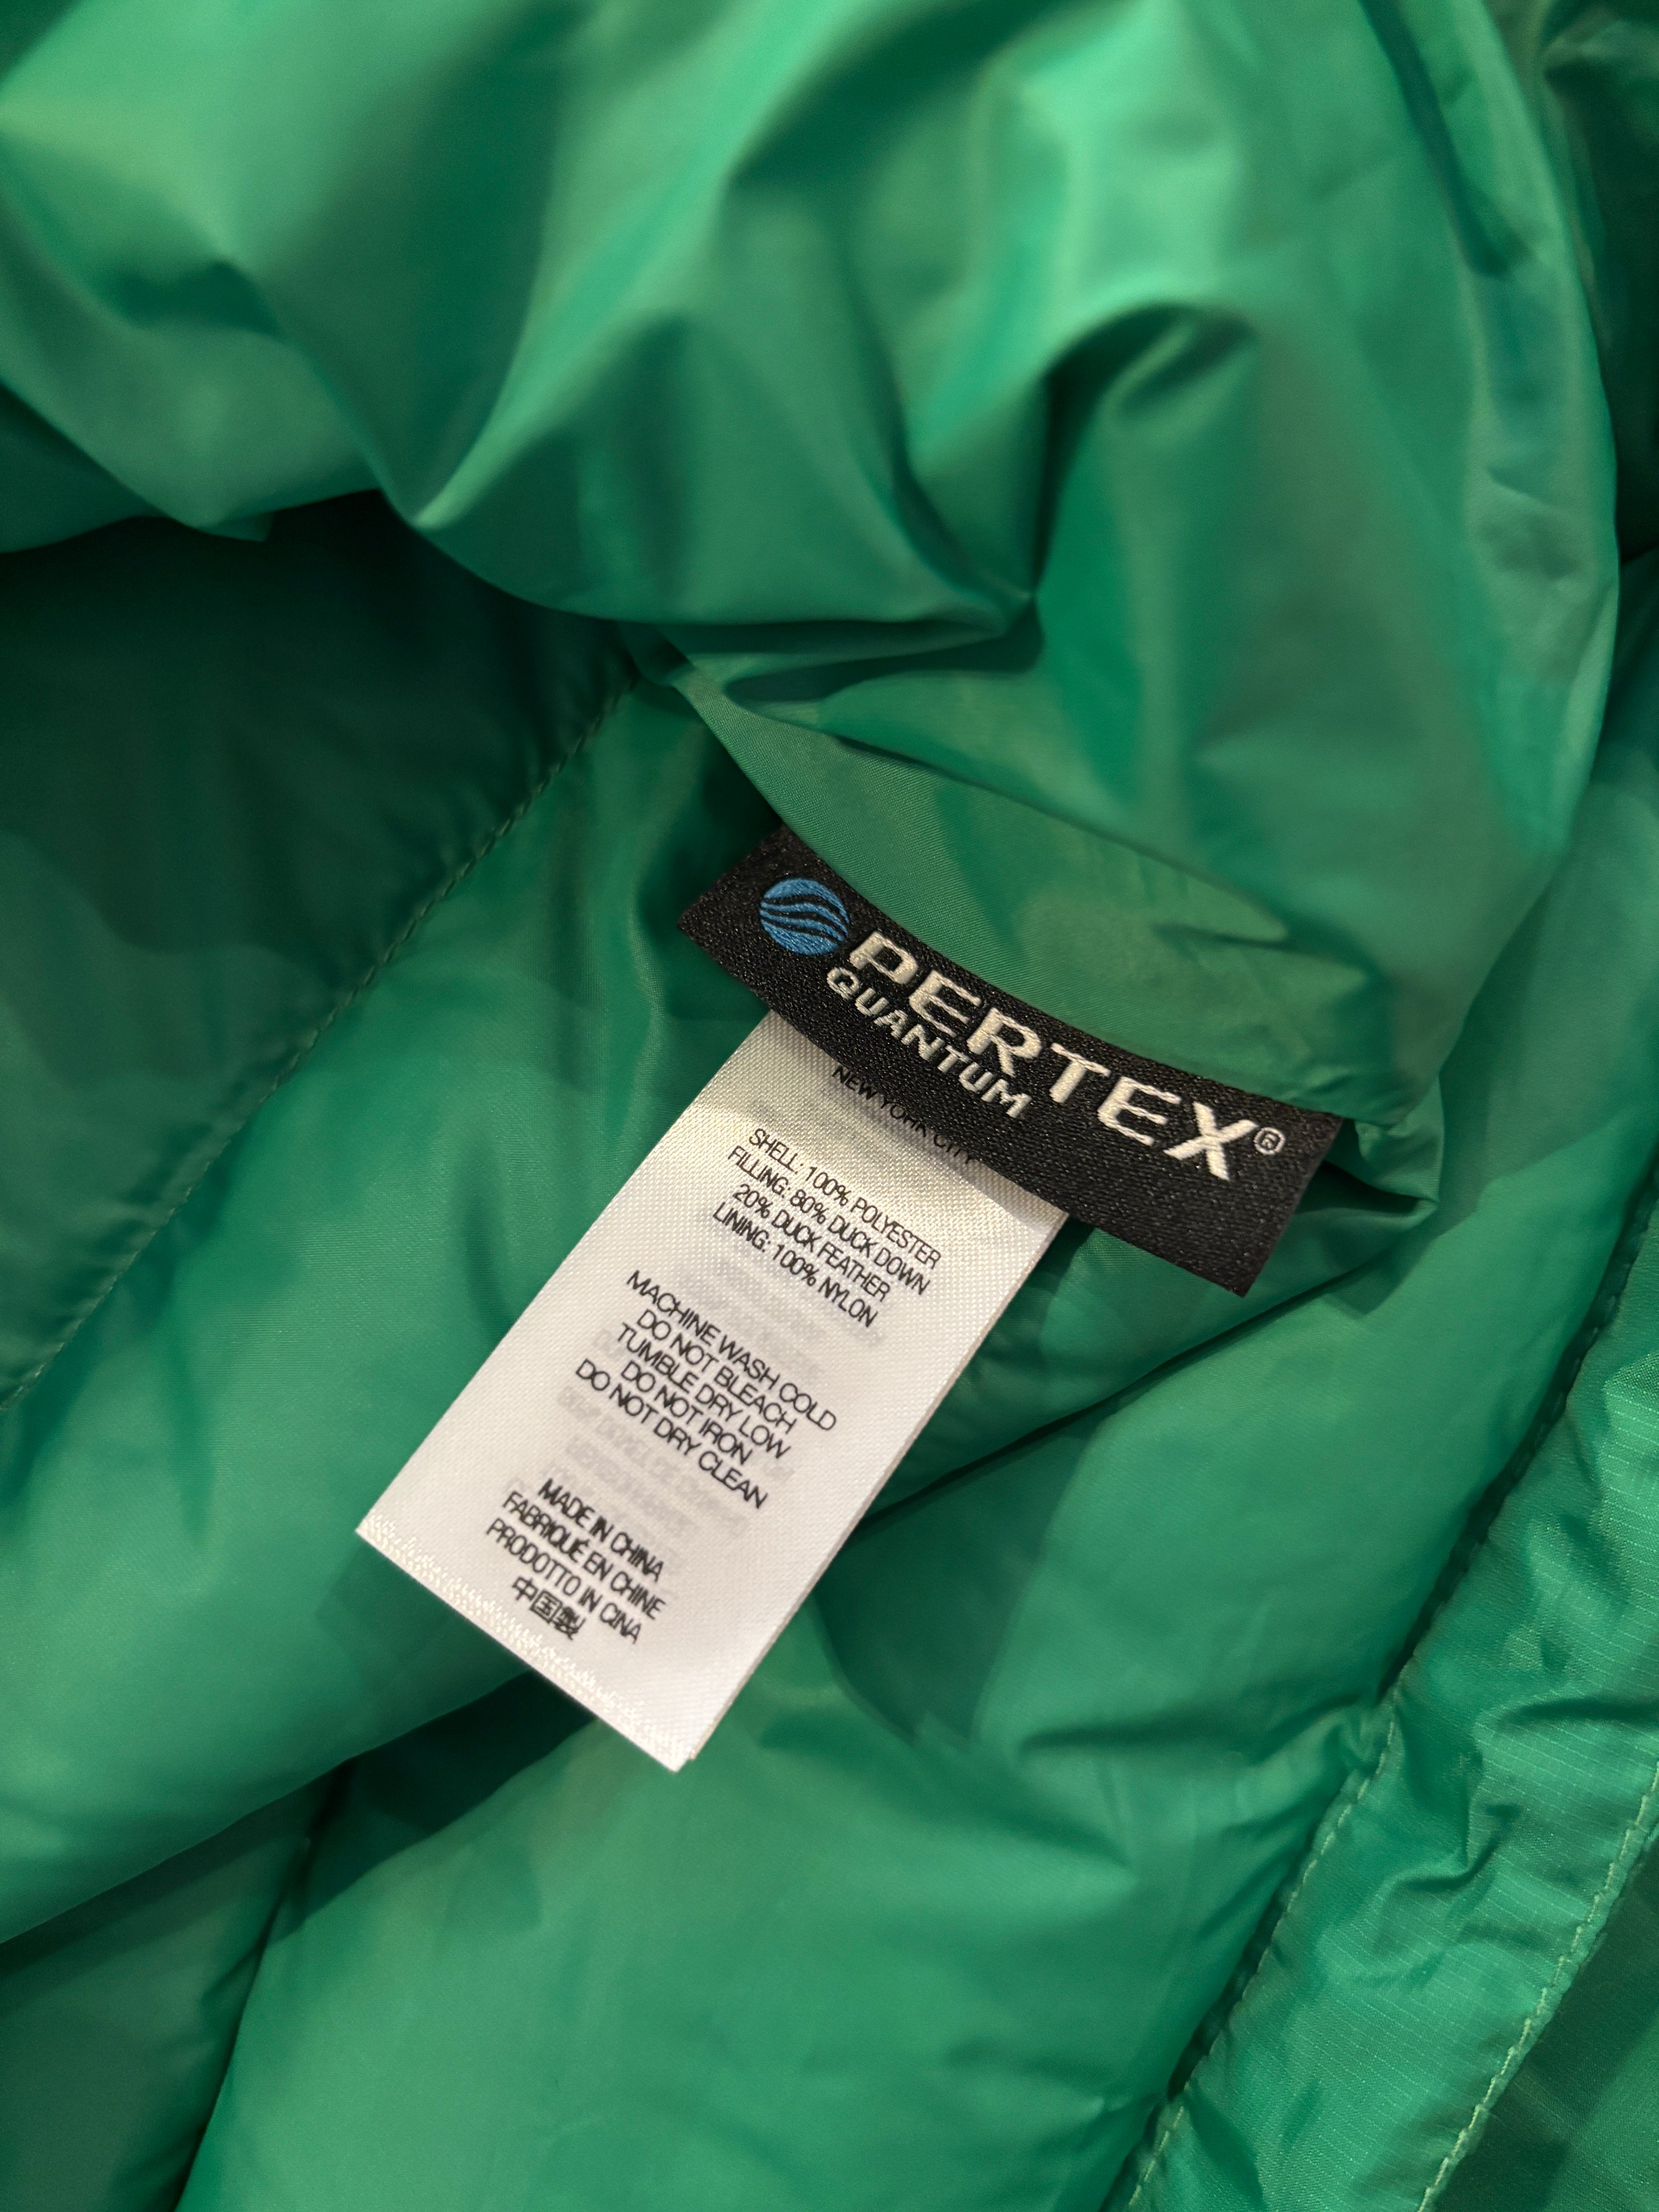 PERTEX®
QUANTUM
NEW YORK CITY
SHELL: 100% POLYESTER
FILLING: 80% DUCK DOWN
20% DUCK FEATHER
LINING: 100% NYLON
MACHINE WASH COLD
DO NOT BLEACH
TUMBLE DRY LOW
DO NOT IRON
DO NOT DRY CLEAN
MADE IN CHINA
FABRIQUÉ EN CHINE
PRODOTTO IN CINA
中国製